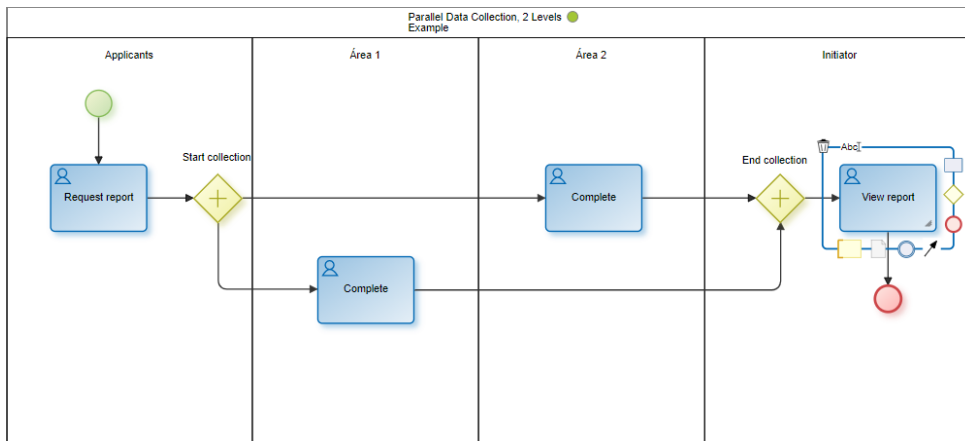 Parallel Data Collection, 2 Levels
Example
Applicants
Área 1
Área 2
Initiator
Start collection
End collection
Abc
Request report
Complete
View report
Complete